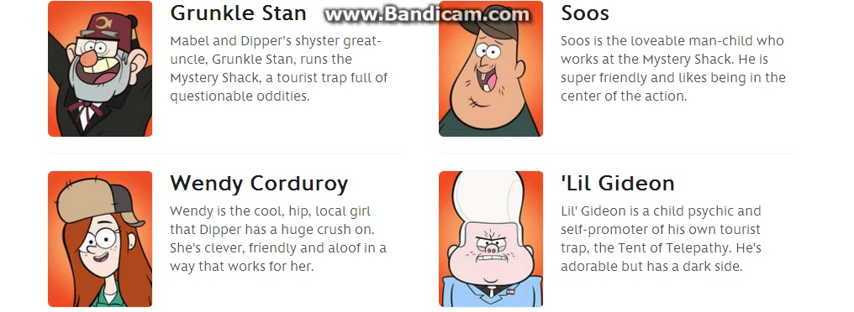 www.Bandicam.com
Grunkle Stan
Mabel and Dipper's shyster great-
uncle, Grunkle Stan, runs the
Mystery Shack, a tourist trap full of
questionable oddities.
Soos
Soos is the loveable man-child who
works at the Mystery Shack. He is
super friendly and likes being in the
center of the action.
Wendy Corduroy
Wendy is the cool, hip, local girl
that Dipper has a huge crush on.
She's clever, friendly and aloof in a
way that works for her.
'Lil Gideon
Lil' Gideon is a child psychic and
self-promoter of his own tourist
trap, the Tent of Telepathy. He's
adorable but has a dark side.